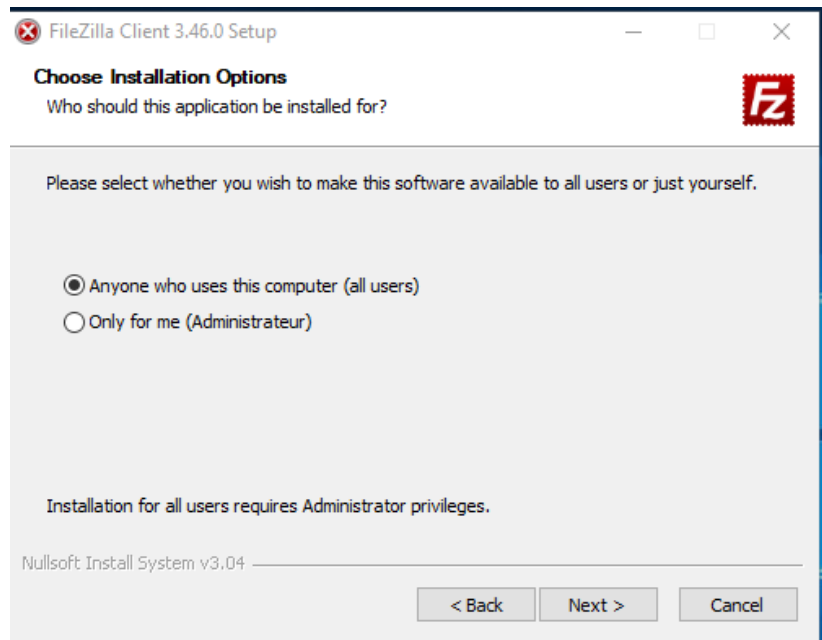 FileZilla Client 3.46.0 Setup
Choose Installation Options
Who should this application be installed for?
Fz
Please select whether you wish to make this software available to all users or just yourself.
Anyone who uses this computer (all users)
Only for me (Administrateur)
Installation for all users requires Administrator privileges.
Nullsoft Install System v3.04
< Back Next > Cancel